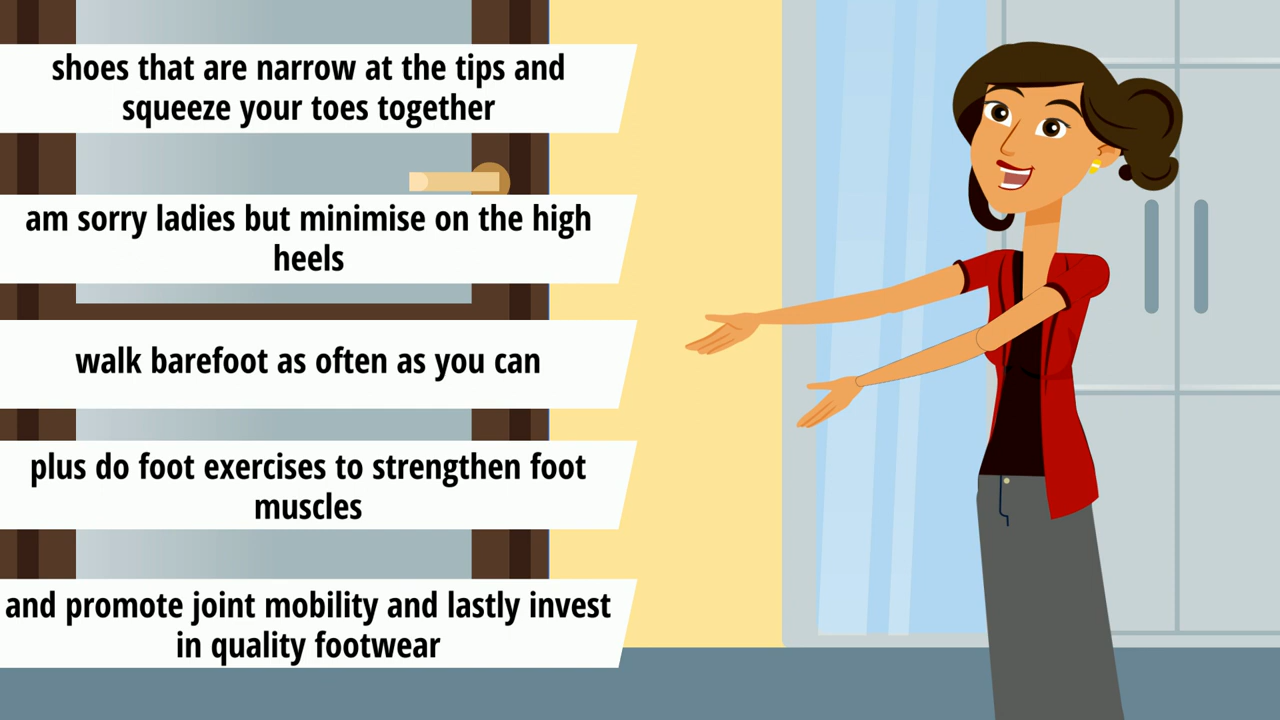 shoes that are narrow at the tips and
squeeze your toes together
am sorry ladies but minimise on the high
heels
walk barefoot as often as you can
plus do foot exercises to strengthen foot
muscles
and promote joint mobility and lastly invest
in quality footwear